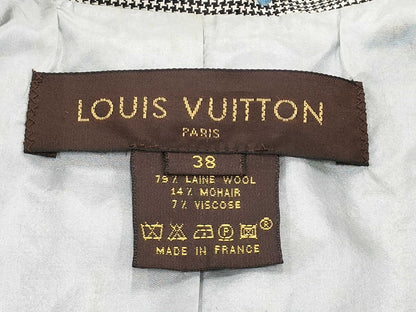 LOUIS VUITTON
PARIS
38
79% LAINE WOOL
14% MOHAIR
7% VISCOSE
P ®
MADE IN FRANCE